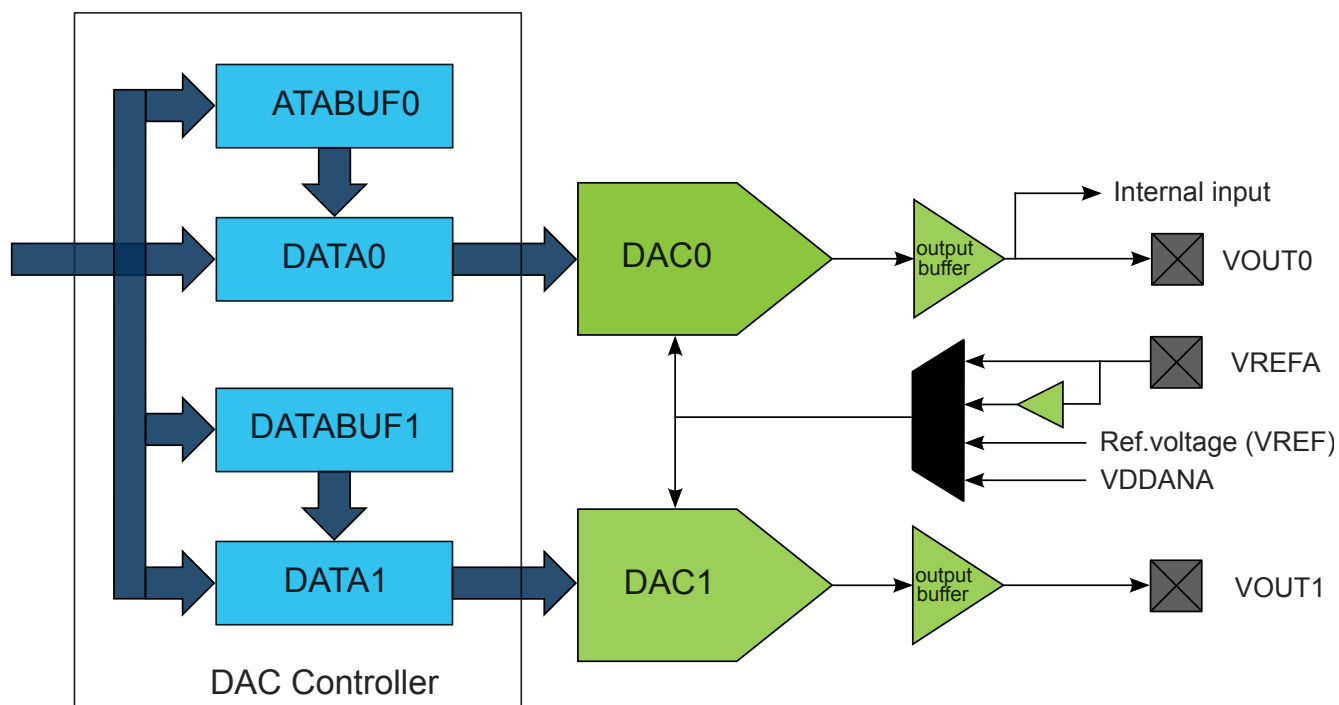 ATABUF0
DATA0
DAC0
output
buffer
Internal input
VOUT0
VREFA
DATABUF1
Ref.voltage (VREF)
VDDANA
DATA1
DAC1
output
buffer
VOUT1
DAC Controller